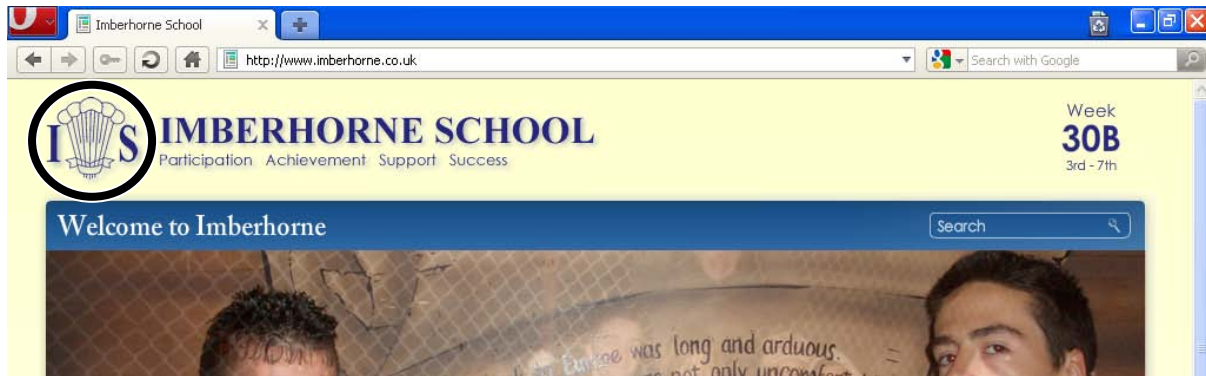 Imberhorne School
http://www.imberhorne.co.uk
Search with Google
I S
IMBERHORNE SCHOOL
Participation Achievement Support Success
Week
30B
3rd - 7th
Welcome to Imberhorne
Search
was long and arduous.
not only